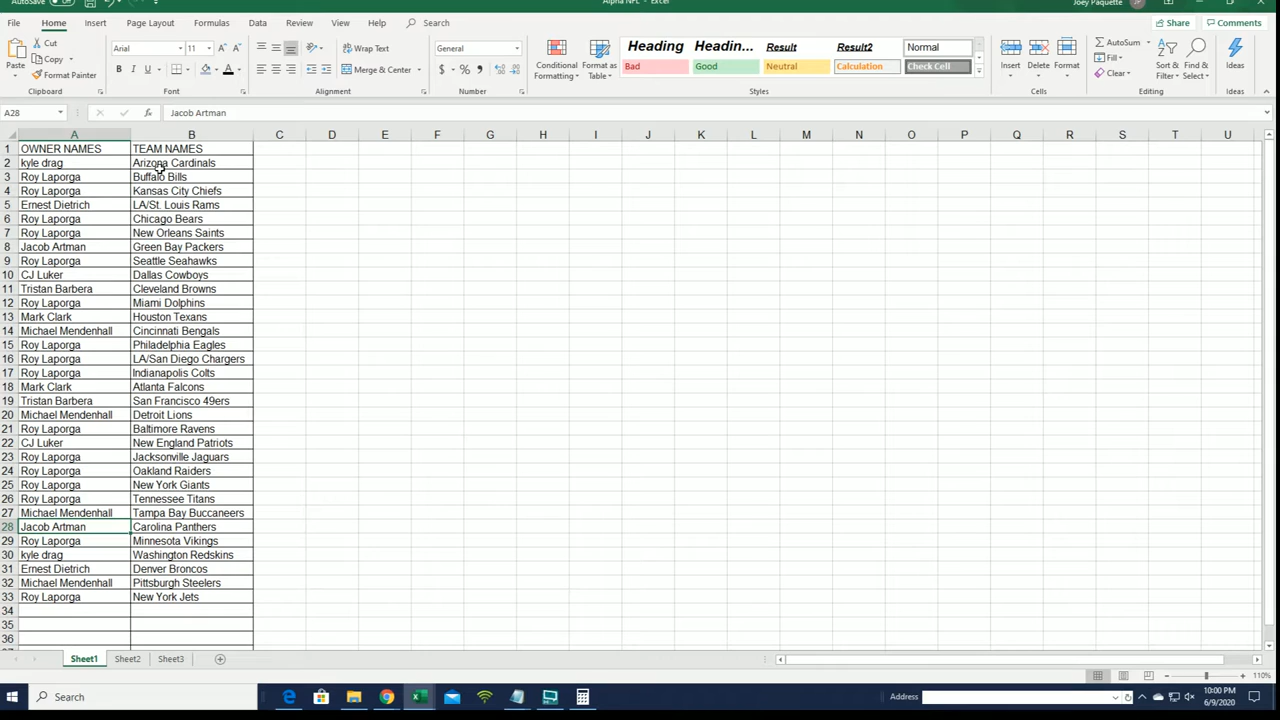 AutoSave Off Alpha NFL - Excel Joey Paquette JP
File Home Insert Page Layout Formulas Data Review View Help Search Share Comments
Paste Cut Copy Format Painter Clipboard
Arial 11 A A B I U A Font
Wrap Text Merge & Center Alignment
General $ % , Number
Conditional Formatting Format as Table
Heading Headin... Result Result2 Normal
Bad Good Neutral Calculation Check Cell
Styles
Insert Delete Format Cells
AutoSum Fill Clear Sort & Filter Find & Select Editing
Ideas Ideas
A28 fx Jacob Artman
A B C D E F G H I J K L M N O P Q R S T U
1 OWNER NAMES TEAM NAMES
2 kyle drag Arizona Cardinals
3 Roy Laporga Buffalo Bills
4 Roy Laporga Kansas City Chiefs
5 Ernest Dietrich LA/St. Louis Rams
6 Roy Laporga Chicago Bears
7 Roy Laporga New Orleans Saints
8 Jacob Artman Green Bay Packers
9 Roy Laporga Seattle Seahawks
10 CJ Luker Dallas Cowboys
11 Tristan Barbera Cleveland Browns
12 Roy Laporga Miami Dolphins
13 Mark Clark Houston Texans
14 Michael Mendenhall Cincinnati Bengals
15 Roy Laporga Philadelphia Eagles
16 Roy Laporga LA/San Diego Chargers
17 Roy Laporga Indianapolis Colts
18 Mark Clark Atlanta Falcons
19 Tristan Barbera San Francisco 49ers
20 Michael Mendenhall Detroit Lions
21 Roy Laporga Baltimore Ravens
22 CJ Luker New England Patriots
23 Roy Laporga Jacksonville Jaguars
24 Roy Laporga Oakland Raiders
25 Roy Laporga New York Giants
26 Roy Laporga Tennessee Titans
27 Michael Mendenhall Tampa Bay Buccaneers
28 Jacob Artman Carolina Panthers
29 Roy Laporga Minnesota Vikings
30 kyle drag Washington Redskins
31 Ernest Dietrich Denver Broncos
32 Michael Mendenhall Pittsburgh Steelers
33 Roy Laporga New York Jets
34
35
36
Sheet1 Sheet2 Sheet3
110%
Search Address 10:00 PM
6/9/2020